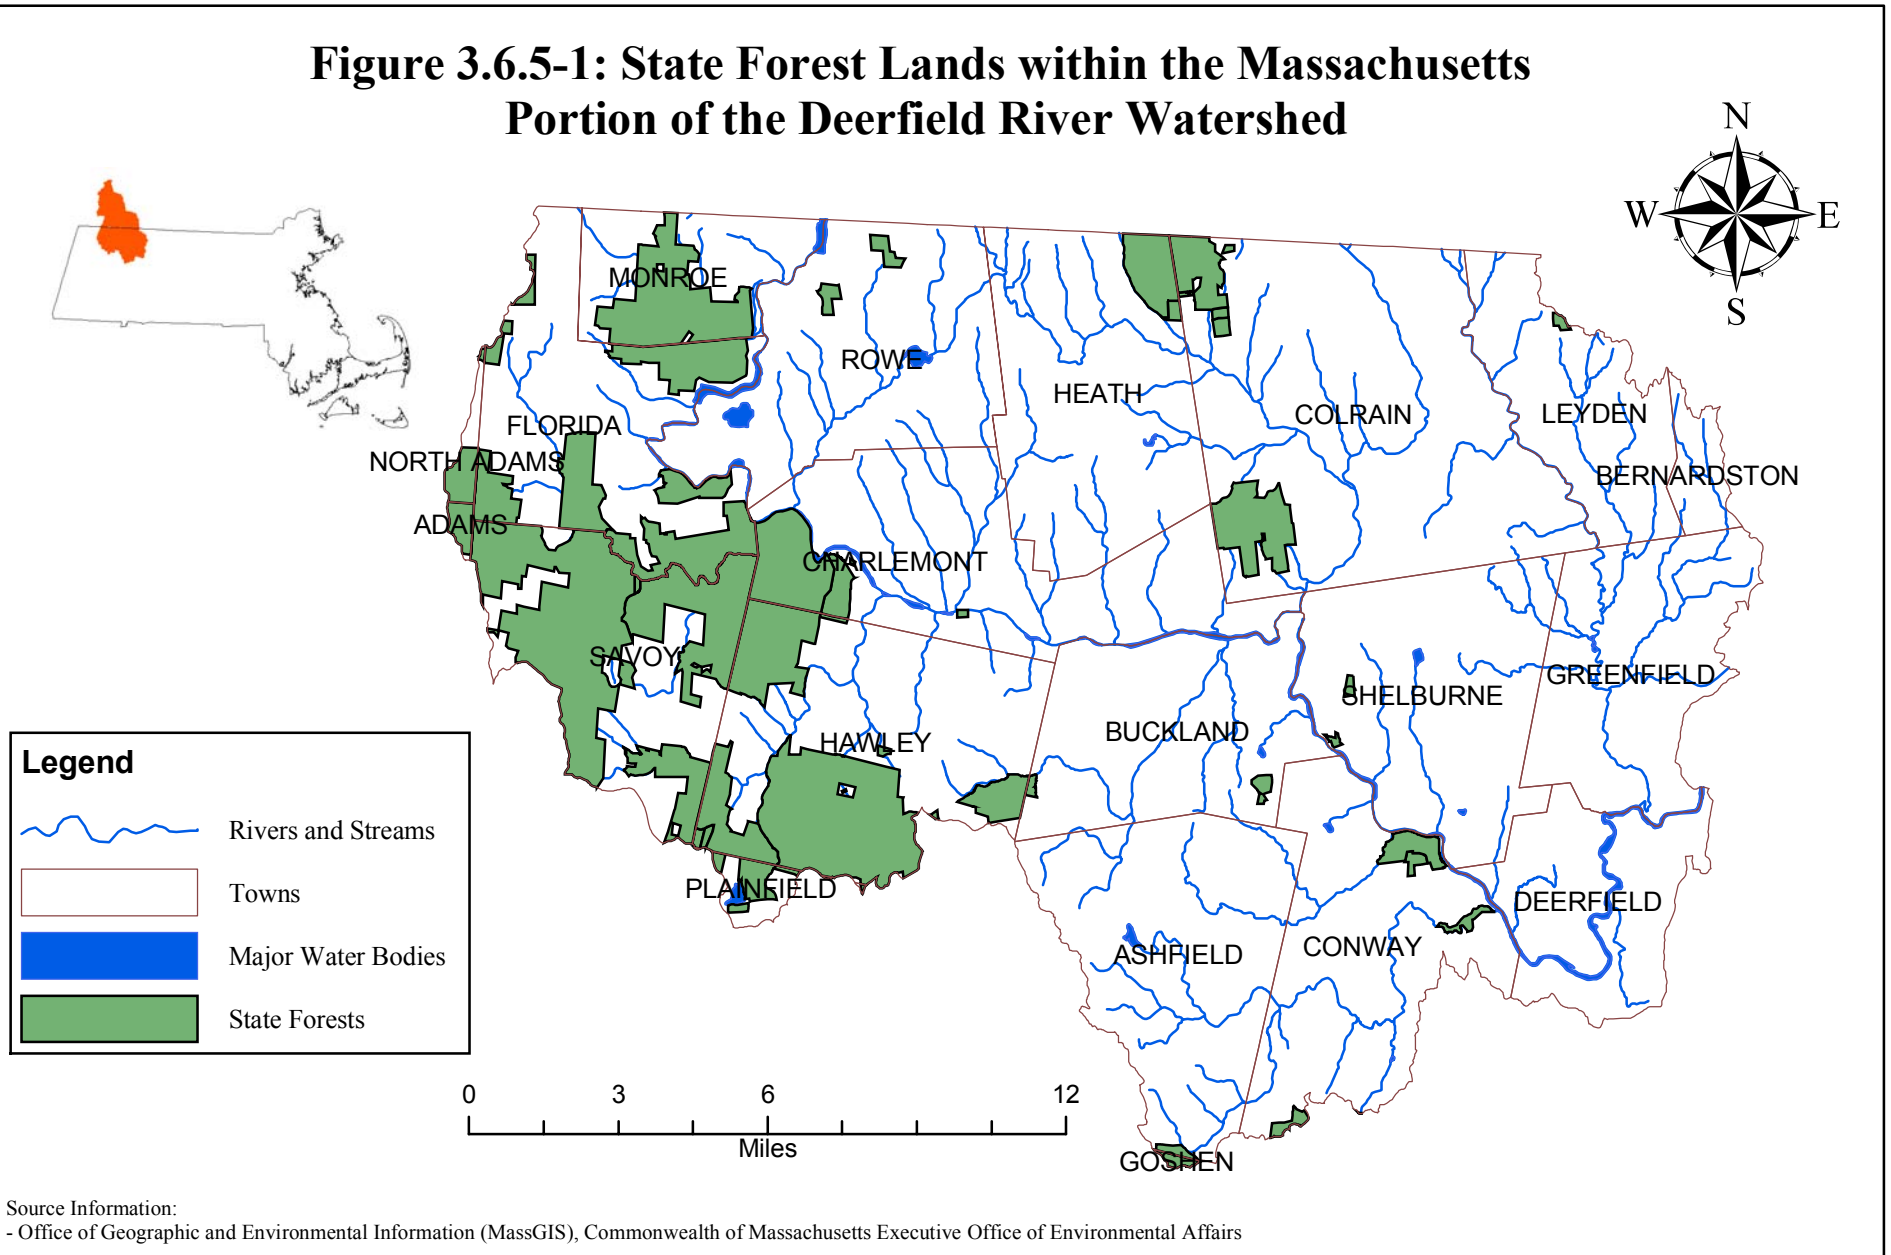 Figure 3.6.5-1: State Forest Lands within the Massachusetts
Portion of the Deerfield River Watershed
N
W
E
S
MONROE
ROWE
HEATH
COLRAIN
LEYDEN
FLORIDA
NORTH ADAMS
BERNARDSTON
ADAMS
CHARLEMONT
SAVOY
GREENFIELD
SHELBURNE
BUCKLAND
HAWLEY
PLAINFIELD
DEERFIELD
CONWAY
ASHFIELD
GOSHEN
Legend
Rivers and Streams
Towns
Major Water Bodies
State Forests
0 3 6 12
Miles
Source Information:
- Office of Geographic and Environmental Information (MassGIS), Commonwealth of Massachusetts Executive Office of Environmental Affairs